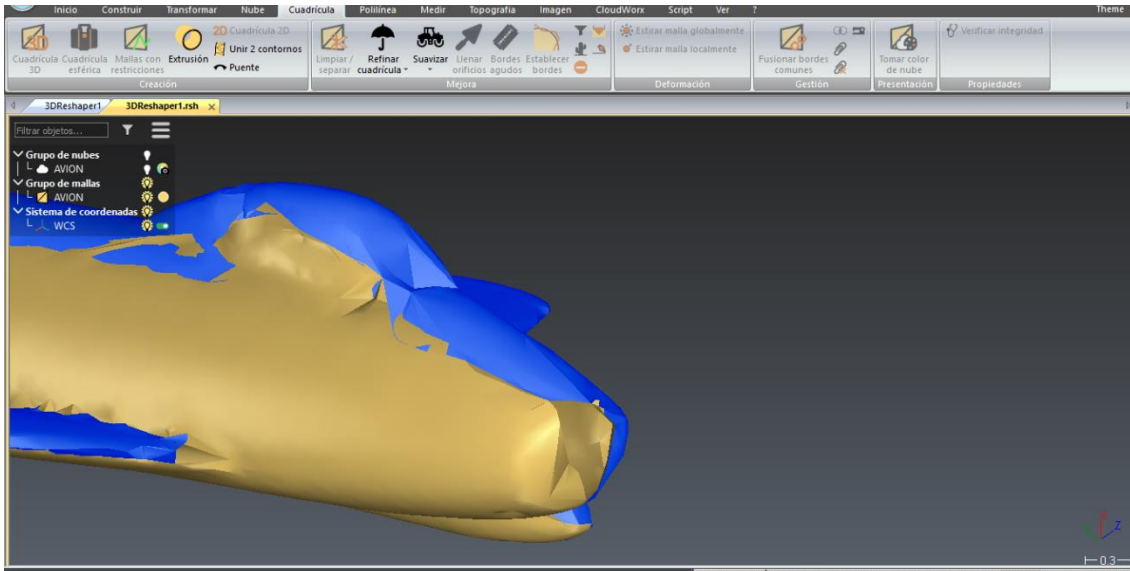 Inicio Construir Transformar Nube Cuadrícula Polilínea Medir Topografía Imagen CloudWorx Script Ver ? Theme
Cuadrícula 3D
Cuadrícula esférica
Mallas con restricciones
Extrusión
2D Cuadrícula 2D
Unir 2 contornos
Puente
Creación
Limpiar / separar
Refinar cuadrícula
Suavizar
Llenar orificios
Bordes agudos
Establecer bordes
Mejora
Estirar malla globalmente
Estirar malla localmente
Deformación
Fusionar bordes comunes
Gestión
Tomar color de nube
Presentación
Verificar integridad
Propiedades
3DReshaper1 3DReshaper1.rsh x
Filtrar objetos...
Grupo de nubes
AVION
Grupo de mallas
AVION
Sistema de coordenadas
WCS
Z
0.3